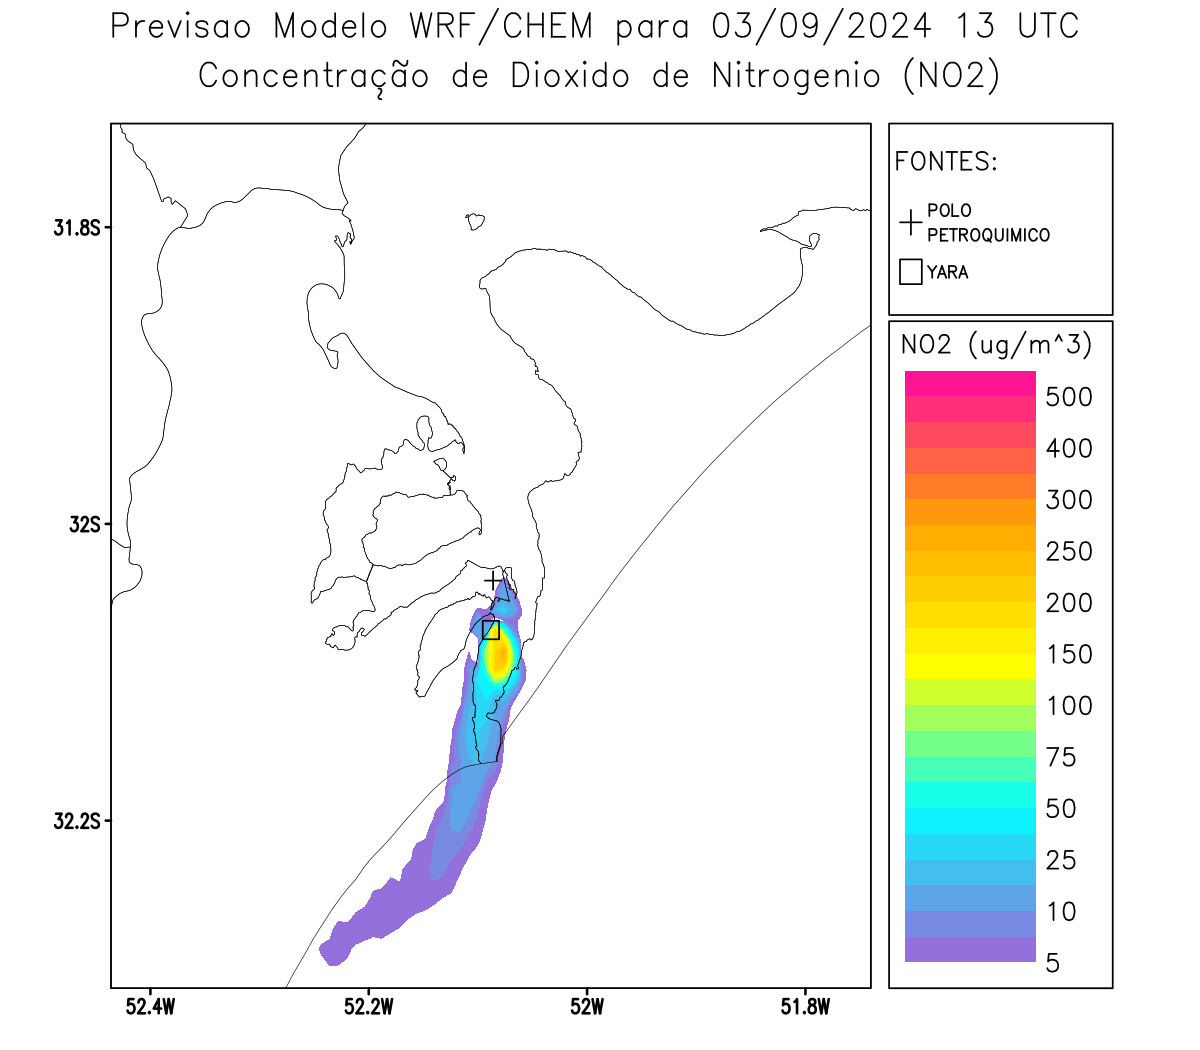 Previsao Modelo WRF/CHEM para 03/09/2024 13 UTC
Concentração de Dioxido de Nitrogenio (NO2)
FONTES:
POLO
PETROQUIMICO
YARA
NO2 (ug/m^3)
500
400
300
250
200
150
100
75
50
25
10
5
31.8S
32S
32.2S
52.4W
52.2W
52W
51.8W